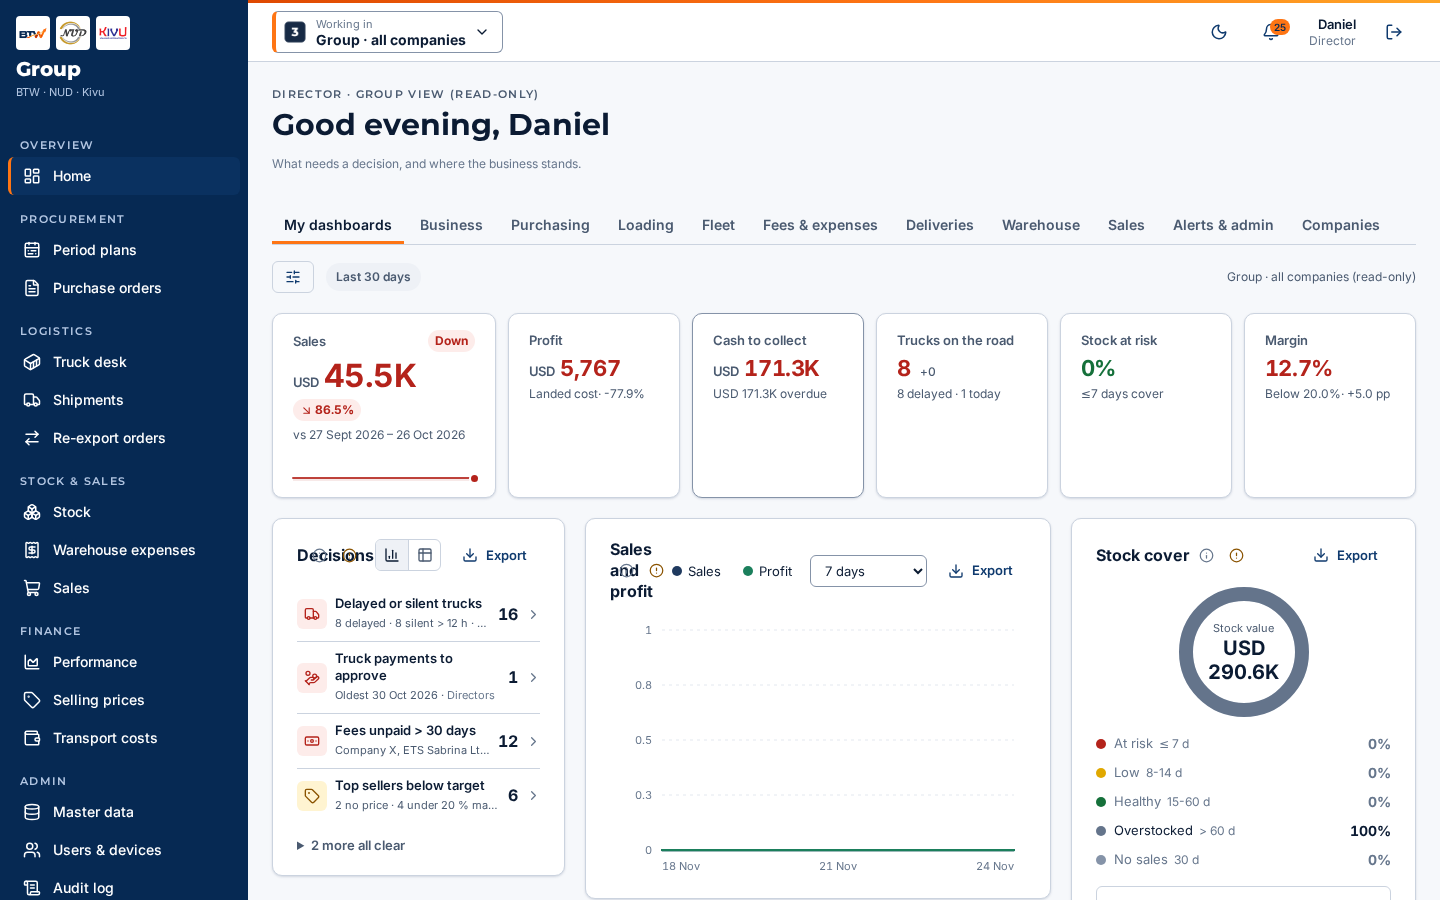 BTW
NUD
KIVU
Group
BTW · NUD · Kivu
OVERVIEW
Home
PROCUREMENT
Period plans
Purchase orders
LOGISTICS
Truck desk
Shipments
Re-export orders
STOCK & SALES
Stock
Warehouse expenses
Sales
FINANCE
Performance
Selling prices
Transport costs
ADMIN
Master data
Users & devices
Audit log
3
Working in
Group · all companies
25
Daniel
Director
DIRECTOR · GROUP VIEW (READ-ONLY)
Good evening, Daniel
What needs a decision, and where the business stands.
My dashboards
Business
Purchasing
Loading
Fleet
Fees & expenses
Deliveries
Warehouse
Sales
Alerts & admin
Companies
Last 30 days
Group · all companies (read-only)
Sales
Down
USD 45.5K
↘ 86.5%
vs 27 Sept 2026 – 26 Oct 2026
Profit
USD 5,767
Landed cost· -77.9%
Cash to collect
USD 171.3K
USD 171.3K overdue
Trucks on the road
8 +0
8 delayed · 1 today
Stock at risk
0%
≤7 days cover
Margin
12.7%
Below 20.0%· +5.0 pp
Decisions
Export
Delayed or silent trucks
8 delayed · 8 silent > 12 h · ...
16
Truck payments to
approve
Oldest 30 Oct 2026 · Directors
1
Fees unpaid > 30 days
Company X, ETS Sabrina Lt...
12
Top sellers below target
2 no price · 4 under 20 % ma...
6
2 more all clear
Sales
and
profit
Sales
Profit
7 days
Export
1
0.8
0.5
0.3
0
18 Nov
21 Nov
24 Nov
Stock cover
Export
Stock value
USD
290.6K
At risk ≤ 7 d
0%
Low 8-14 d
0%
Healthy 15-60 d
0%
Overstocked > 60 d
100%
No sales 30 d
0%